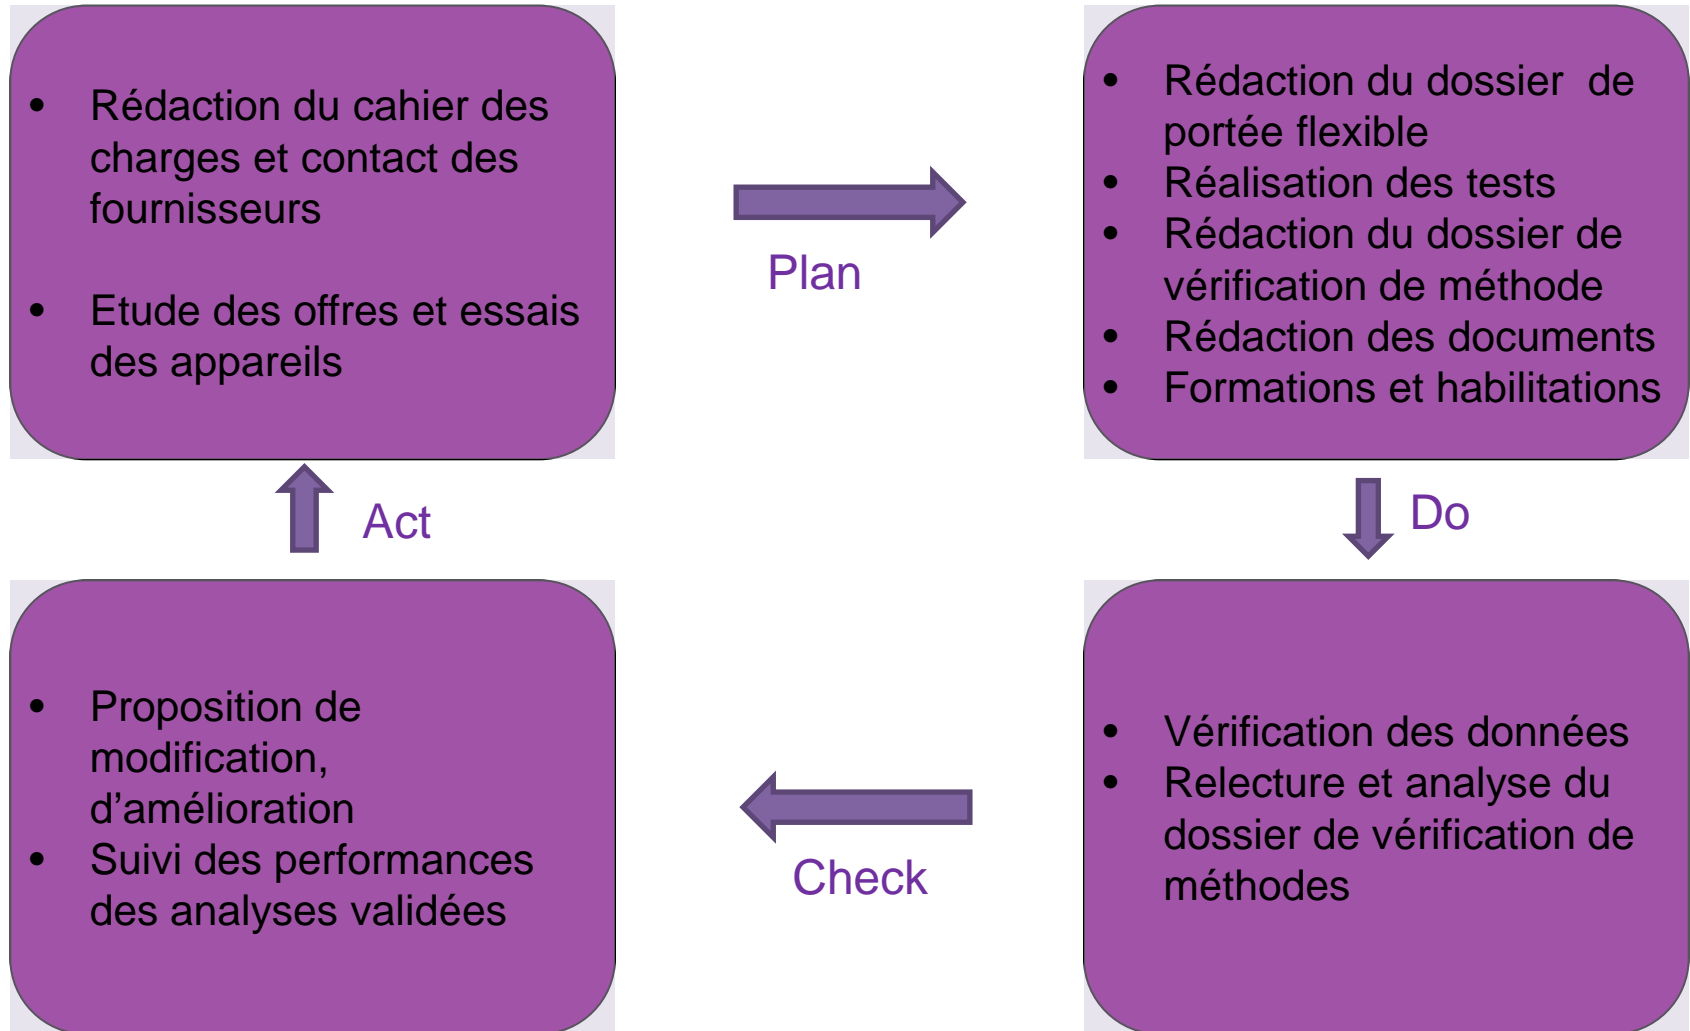 • Rédaction du cahier des
charges et contact des
fournisseurs
• Etude des offres et essais
des appareils
Plan
• Rédaction du dossier  de
portée flexible
• Réalisation des tests
• Rédaction du dossier de
vérification de méthode
• Rédaction des documents
• Formations et habilitations
Do
• Vérification des données
• Relecture et analyse du
dossier de vérification de
méthodes
Check
• Proposition de
modification,
d’amélioration
• Suivi des performances
des analyses validées
Act